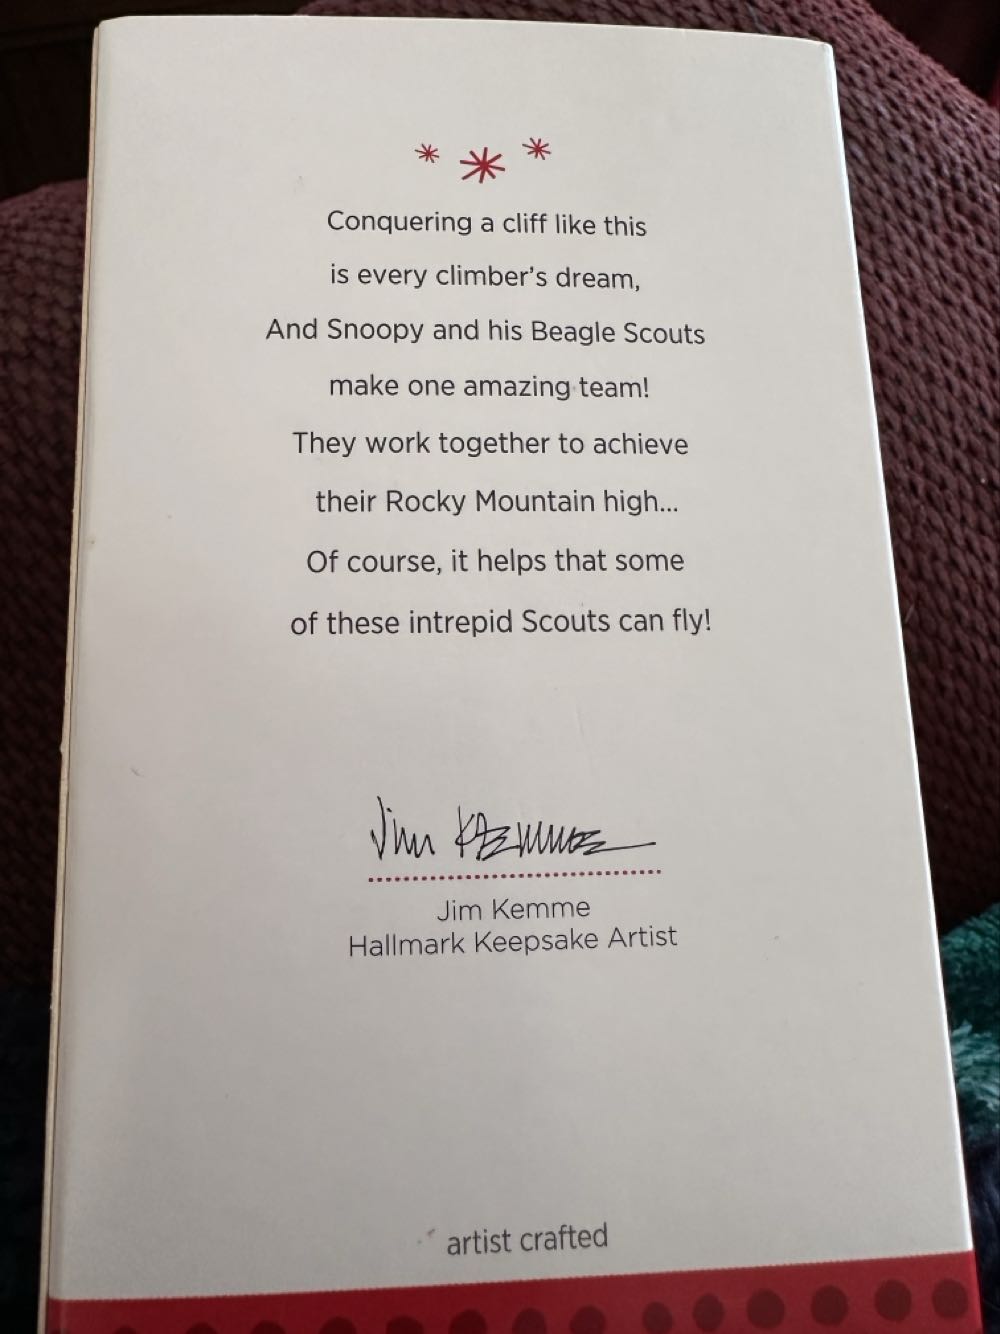 Conquering a cliff like this
is every climber's dream,
And Snoopy and his Beagle Scouts
make one amazing team!
They work together to achieve
their Rocky Mountain high...
Of course, it helps that some
of these intrepid Scouts can fly!
Jim Kemme
Jim Kemme
Hallmark Keepsake Artist
artist crafted